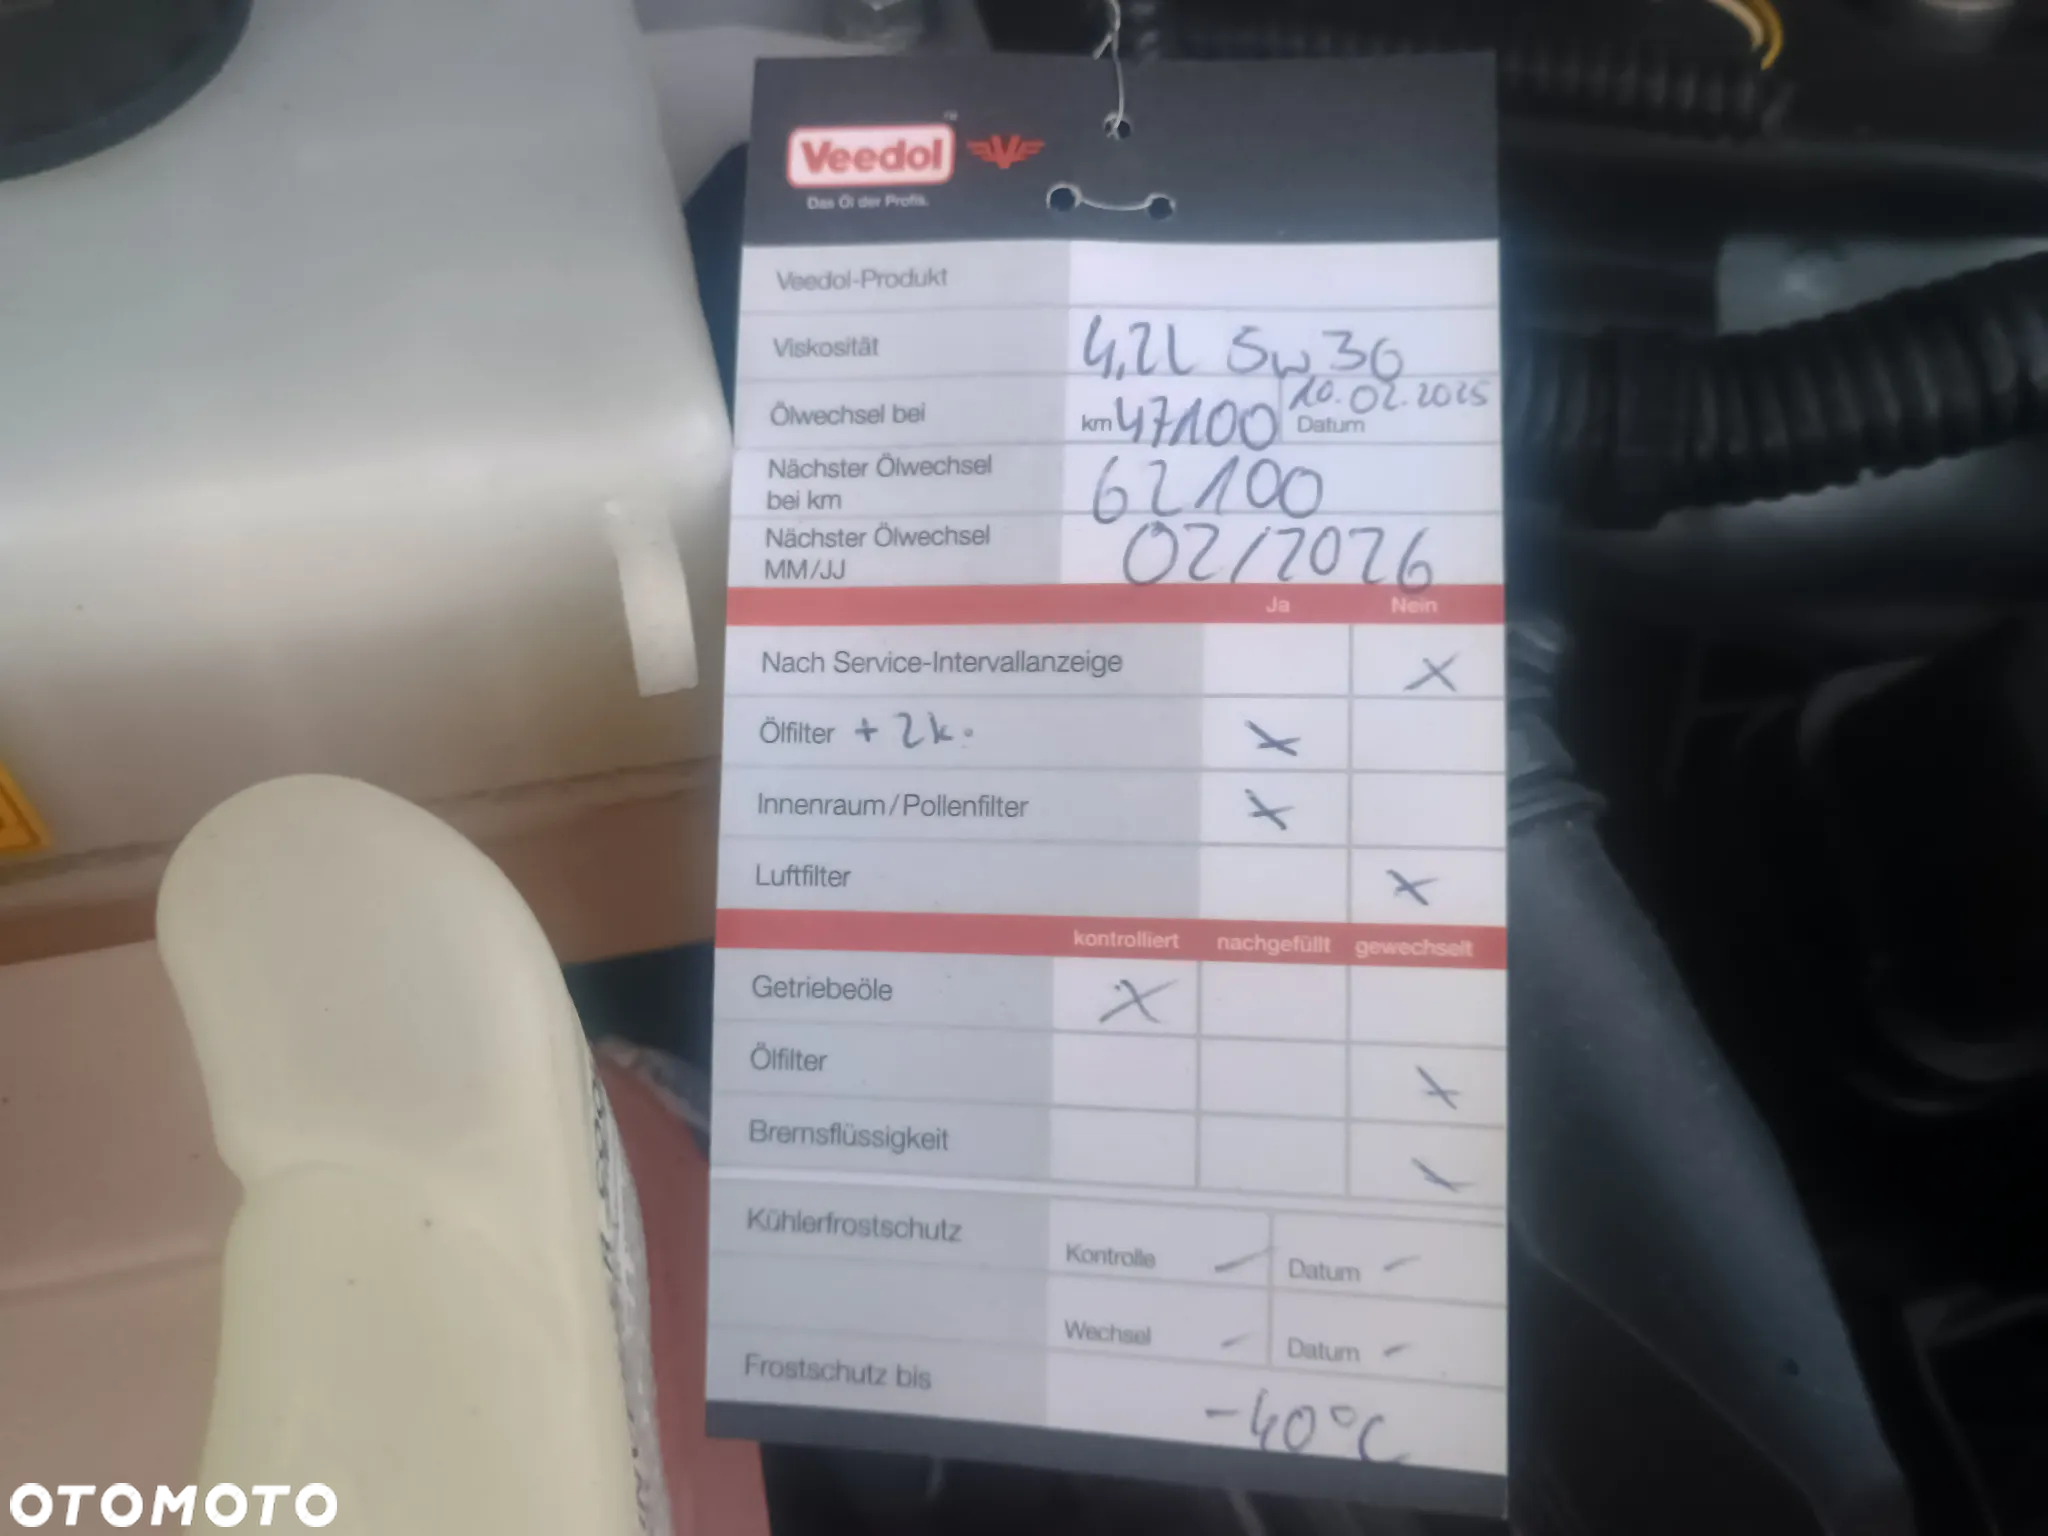 Veedol
Das Öl der Profis.
Veedol-Produkt
Viskosität 4,2L 5w30
Ölwechsel bei km 47100 10.02.2025 Datum
Nächster Ölwechsel
bei km 62100
Nächster Ölwechsel
MM/JJ 02/2026
Ja Nein
Nach Service-Intervallanzeige X
Ölfilter + 2k. X
Innenraum/Pollenfilter X
Luftfilter X
kontrolliert nachgefüllt gewechselt
Getriebeöle X
Ölfilter X
Bremsflüssigkeit X
Kühlerfrostschutz
Kontrolle – Datum –
Wechsel – Datum –
Frostschutz bis -40°C
OTOMOTO